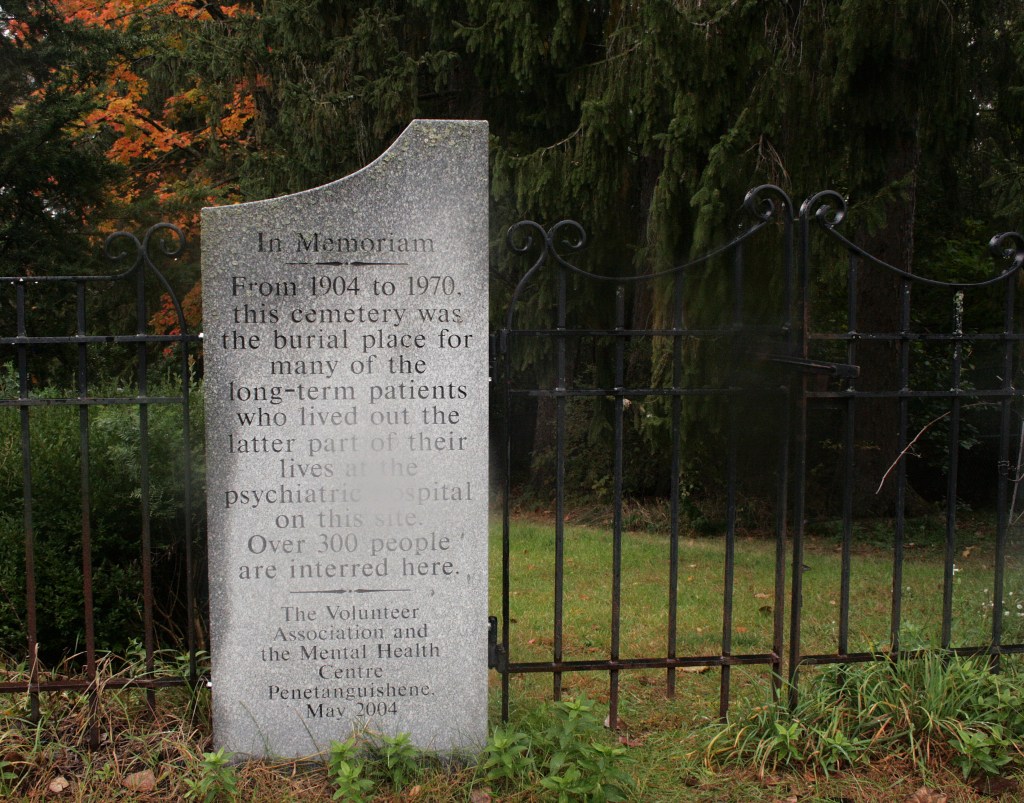 In Memoriam
From 1904 to 1970,
this cemetery was
the burial place for
many of the
long-term patients
who lived out the
latter part of their
lives at the
psychiatric hospital
on this site.
Over 300 people
are interred here.
The Volunteer
Association and
the Mental Health
Centre
Penetanguishene,
May 2004